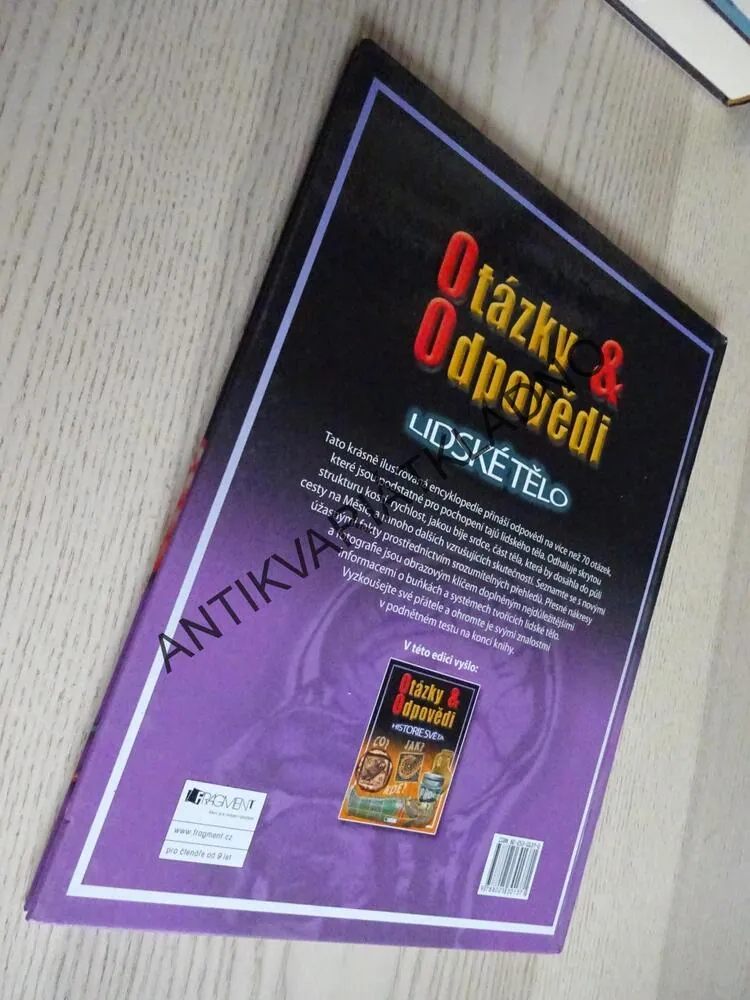 Otázky &
Odpovědi
LIDSKÉ TĚLO
Tato krásně ilustrovaná encyklopedie přináší odpovědi na více než 70 otázek,
které jsou podstatné pro pochopení tajů lidského těla. Odhaluje skrytou
strukturu kostí, rychlost, jakou bije srdce, část těla, která by dosáhla do půli
cesty na Měsíc, a mnoho dalších vzrušujících skutečností. Seznamte se s novými
úžasnými fakty prostřednictvím srozumitelných přehledů. Přesné nákresy
a fotografie jsou obrazovým klíčem doplněným nejdůležitějšími
informacemi o buňkách a systémech tvořících lidské tělo.
Vyzkoušejte své přátele a ohromte je svými znalostmi
v podnětném testu na konci knihy.
V této edici vyšlo:
Otázky &
Odpovědi
HISTORIE SVĚTA
CO?
JAK?
KDE?
FRAGMENT
www.fragment.cz
pro čtenáře od 9 let
ANTIKVARIÁTKLADNO